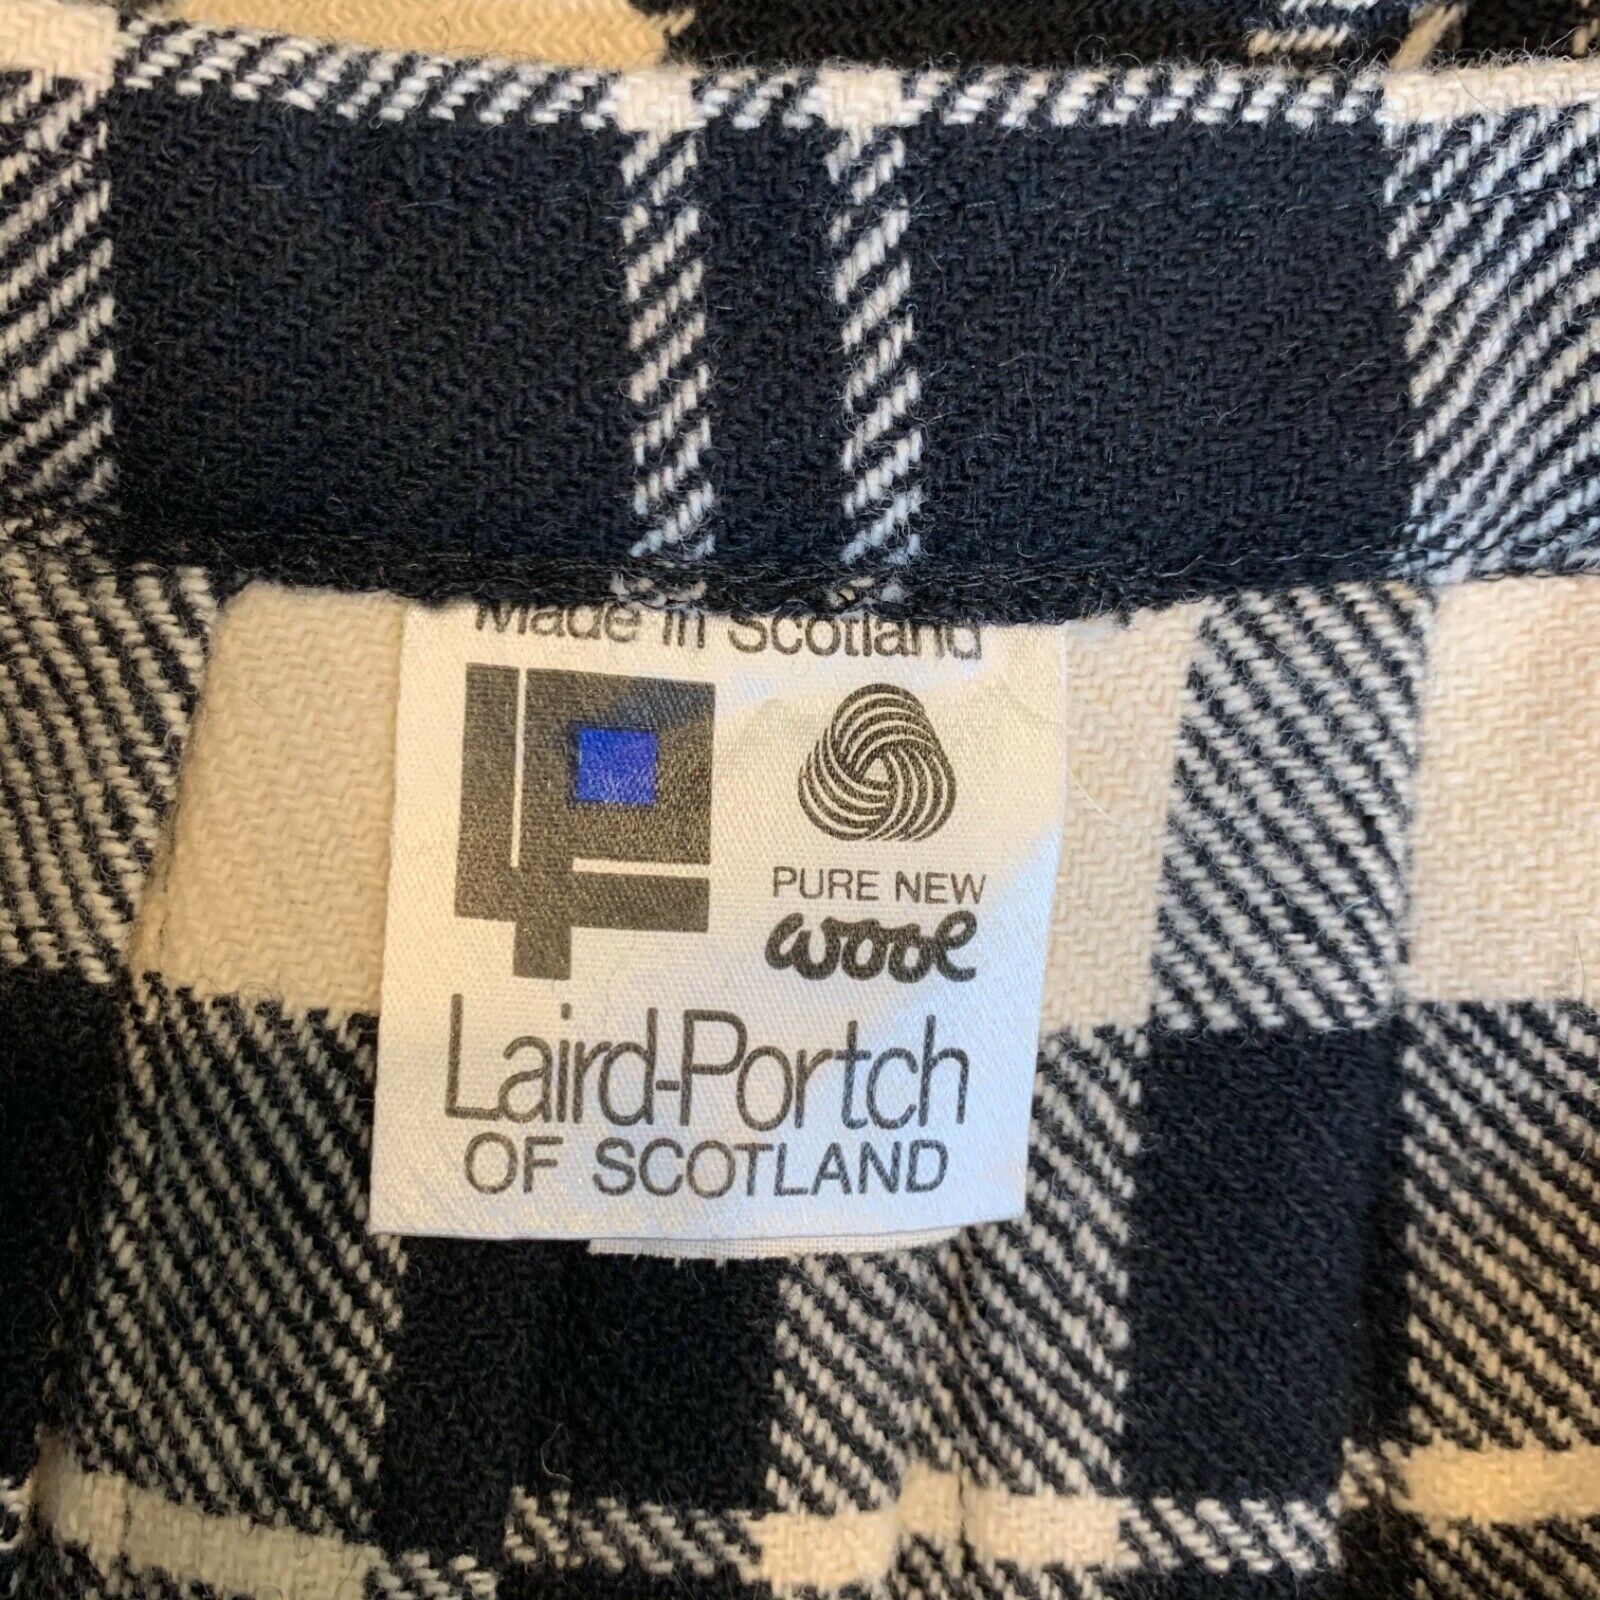 Made in Scotland
PURE NEW
wool
Laird-Portch
OF SCOTLAND